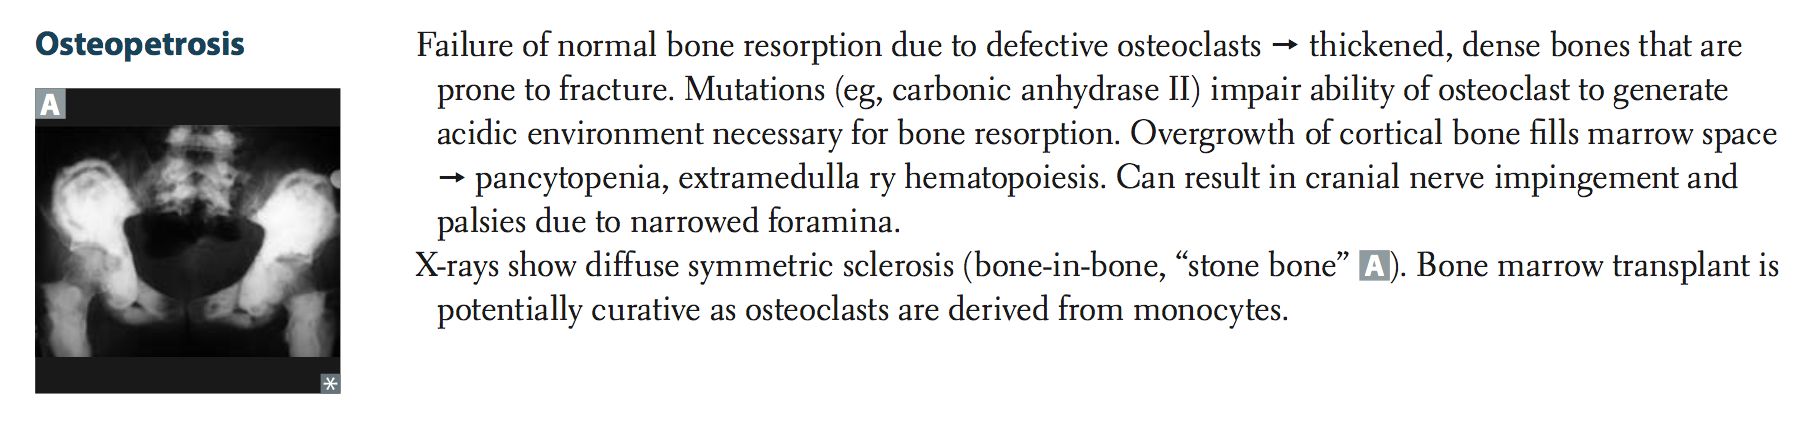 Osteopetrosis
A
Failure of normal bone resorption due to defective osteoclasts → thickened, dense bones that are
prone to fracture. Mutations (eg, carbonic anhydrase II) impair ability of osteoclast to generate
acidic environment necessary for bone resorption. Overgrowth of cortical bone fills marrow space
→ pancytopenia, extramedulla ry hematopoiesis. Can result in cranial nerve impingement and
palsies due to narrowed foramina.
X-rays show diffuse symmetric sclerosis (bone-in-bone, “stone bone” A). Bone marrow transplant is
potentially curative as osteoclasts are derived from monocytes.